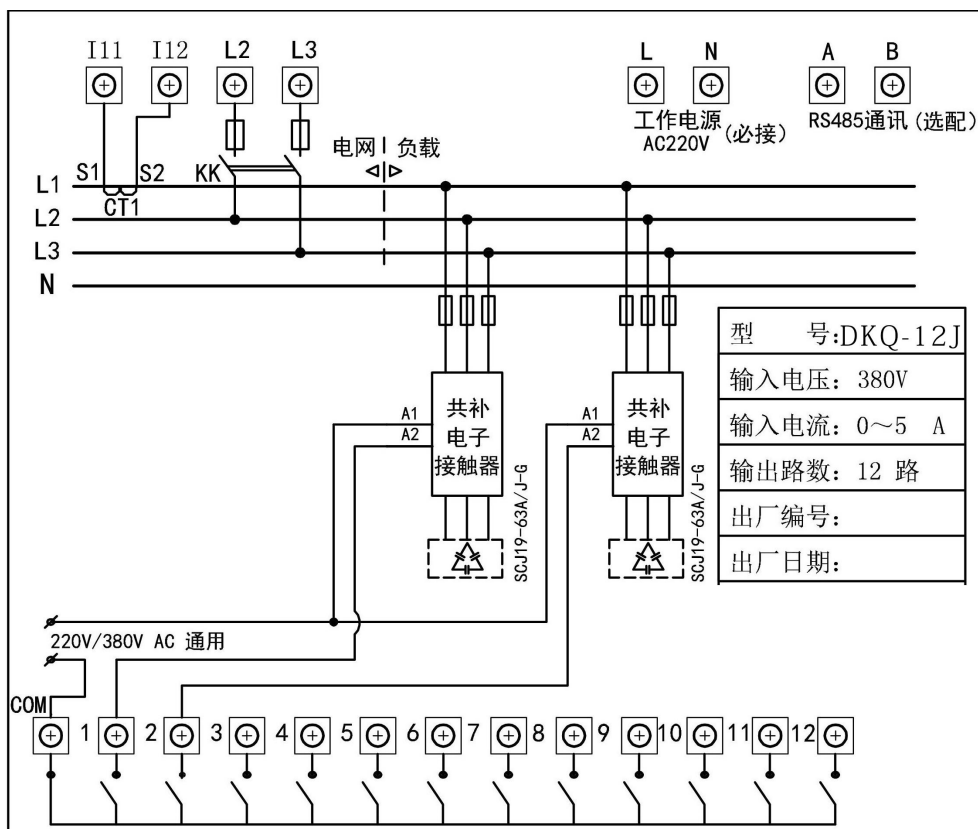 I11 I12 L2 L3 L N A B
工作电源 (必接) RS485通讯 (选配)
AC220V
电网 负载
S1 S2 KK
L1
CT1
L2
L3
N
型 号:DKQ-12J
输入电压: 380V
输入电流: 0～5 A
输出路数: 12 路
出厂编号:
出厂日期:
A1
A2
共补
电子
接触器
SCJ19-63A/J-G
A1
A2
共补
电子
接触器
SCJ19-63A/J-G
220V/380V AC 通用
COM
1 2 3 4 5 6 7 8 9 10 11 12